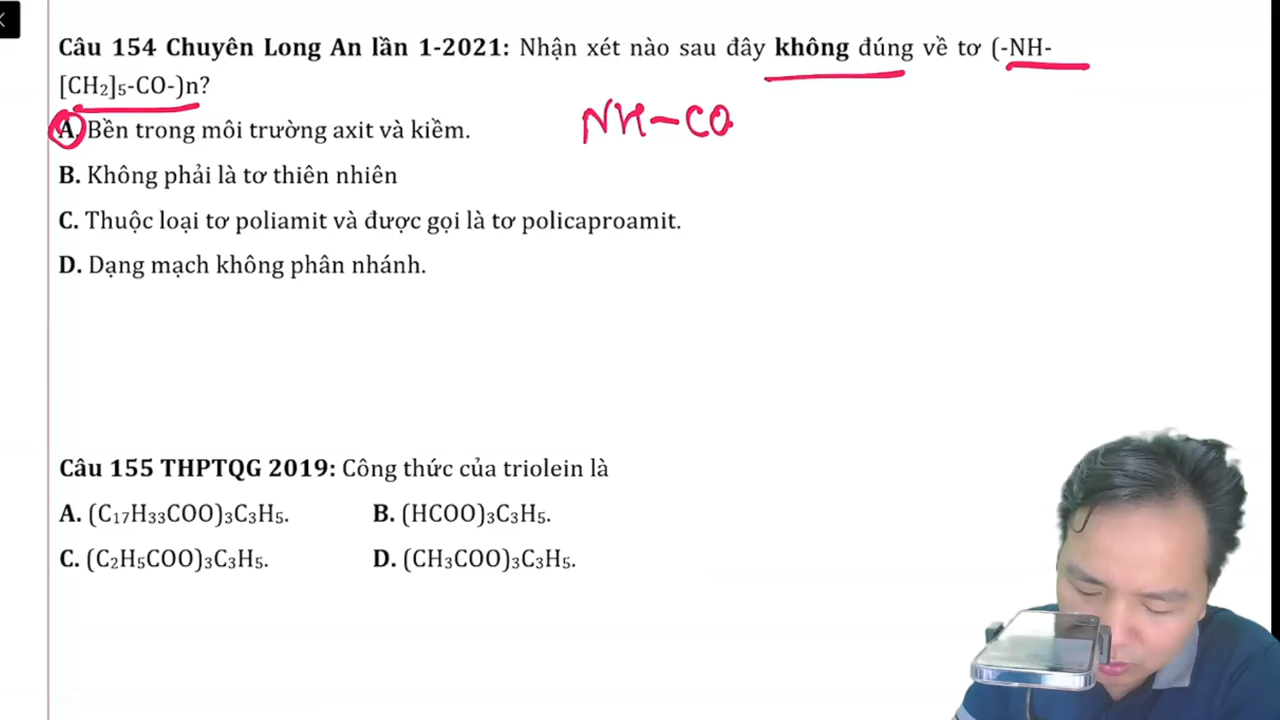 Câu 154 Chuyên Long An lần 1-2021: Nhận xét nào sau đây không đúng về tơ (-NH-
[CH₂]₅-CO-)n?
NH-CO
A. Bền trong môi trường axit và kiềm.
B. Không phải là tơ thiên nhiên
C. Thuộc loại tơ poliamit và được gọi là tơ policaproamit.
D. Dạng mạch không phân nhánh.
Câu 155 THPTQG 2019: Công thức của triolein là
A. (C₁₇H₃₃COO)₃C₃H₅. B. (HCOO)₃C₃H₅.
C. (C₂H₅COO)₃C₃H₅. D. (CH₃COO)₃C₃H₅.